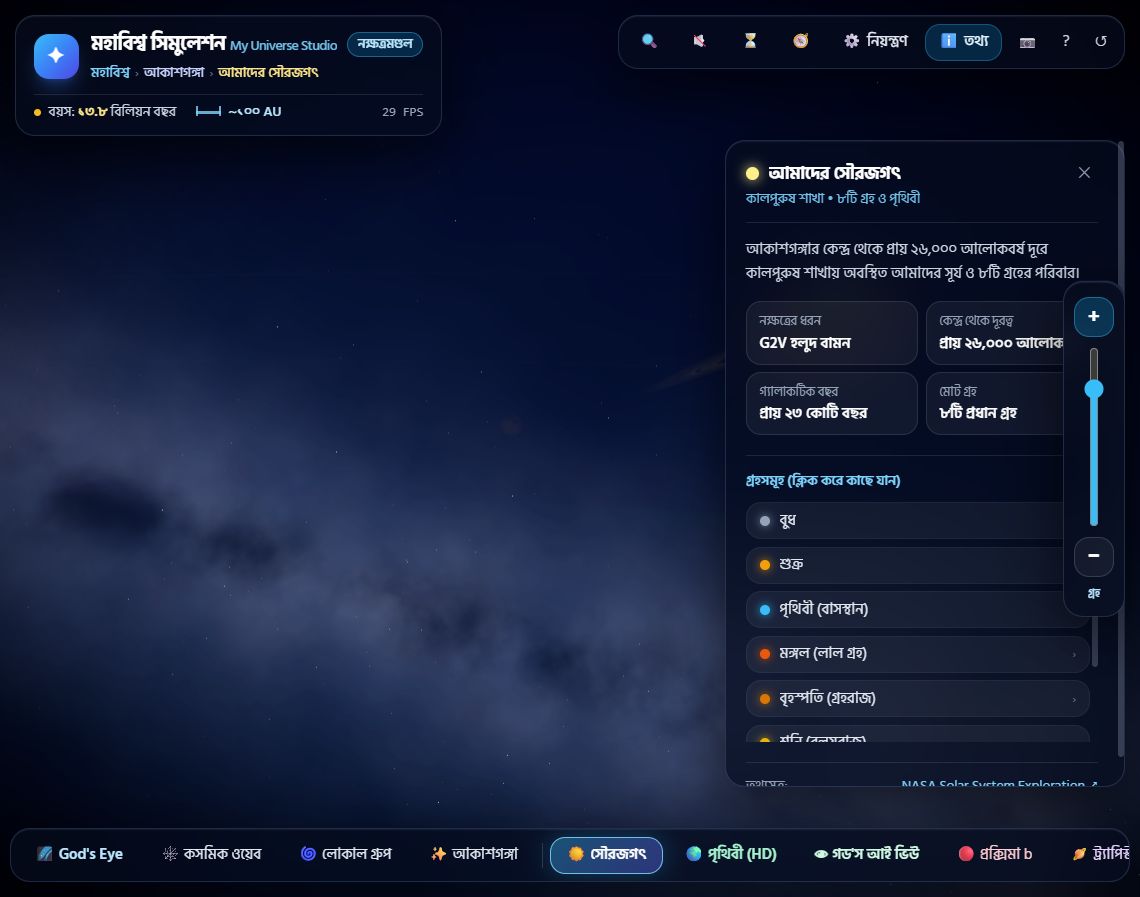 মহাবিশ্ব সিমুলেশন My Universe Studio নক্ষত্রমণ্ডল
মহাবিশ্ব › আকাশগঙ্গা › আমাদের সৌরজগৎ
বয়স: ১৩.৮ বিলিয়ন বছর ~১০০ AU 29 FPS
নিয়ন্ত্রণ তথ্য ?
আমাদের সৌরজগৎ
কালপুরুষ শাখা • ৮টি গ্রহ ও পৃথিবী
আকাশগঙ্গার কেন্দ্র থেকে প্রায় ২৬,০০০ আলোকবর্ষ দূরে
কালপুরুষ শাখায় অবস্থিত আমাদের সূর্য ও ৮টি গ্রহের পরিবার।
নক্ষত্রের ধরন
G2V হলুদ বামন
কেন্দ্র থেকে দূরত্ব
প্রায় ২৬,০০০ আলোক
গ্যালাকটিক বছর
প্রায় ২৩ কোটি বছর
মোট গ্রহ
৮টি প্রধান গ্রহ
গ্রহসমূহ (ক্লিক করে কাছে যান)
বুধ
শুক্র
পৃথিবী (বাসস্থান)
মঙ্গল (লাল গ্রহ) ›
বৃহস্পতি (গ্রহরাজ) ›
শনি (বলয়রাজ)
তথ্যসূত্র: NASA Solar System Exploration ↗
+
−
গ্রহ
God's Eye কসমিক ওয়েব লোকাল গ্রুপ আকাশগঙ্গা সৌরজগৎ পৃথিবী (HD) গড'স আই ভিউ প্রক্সিমা b